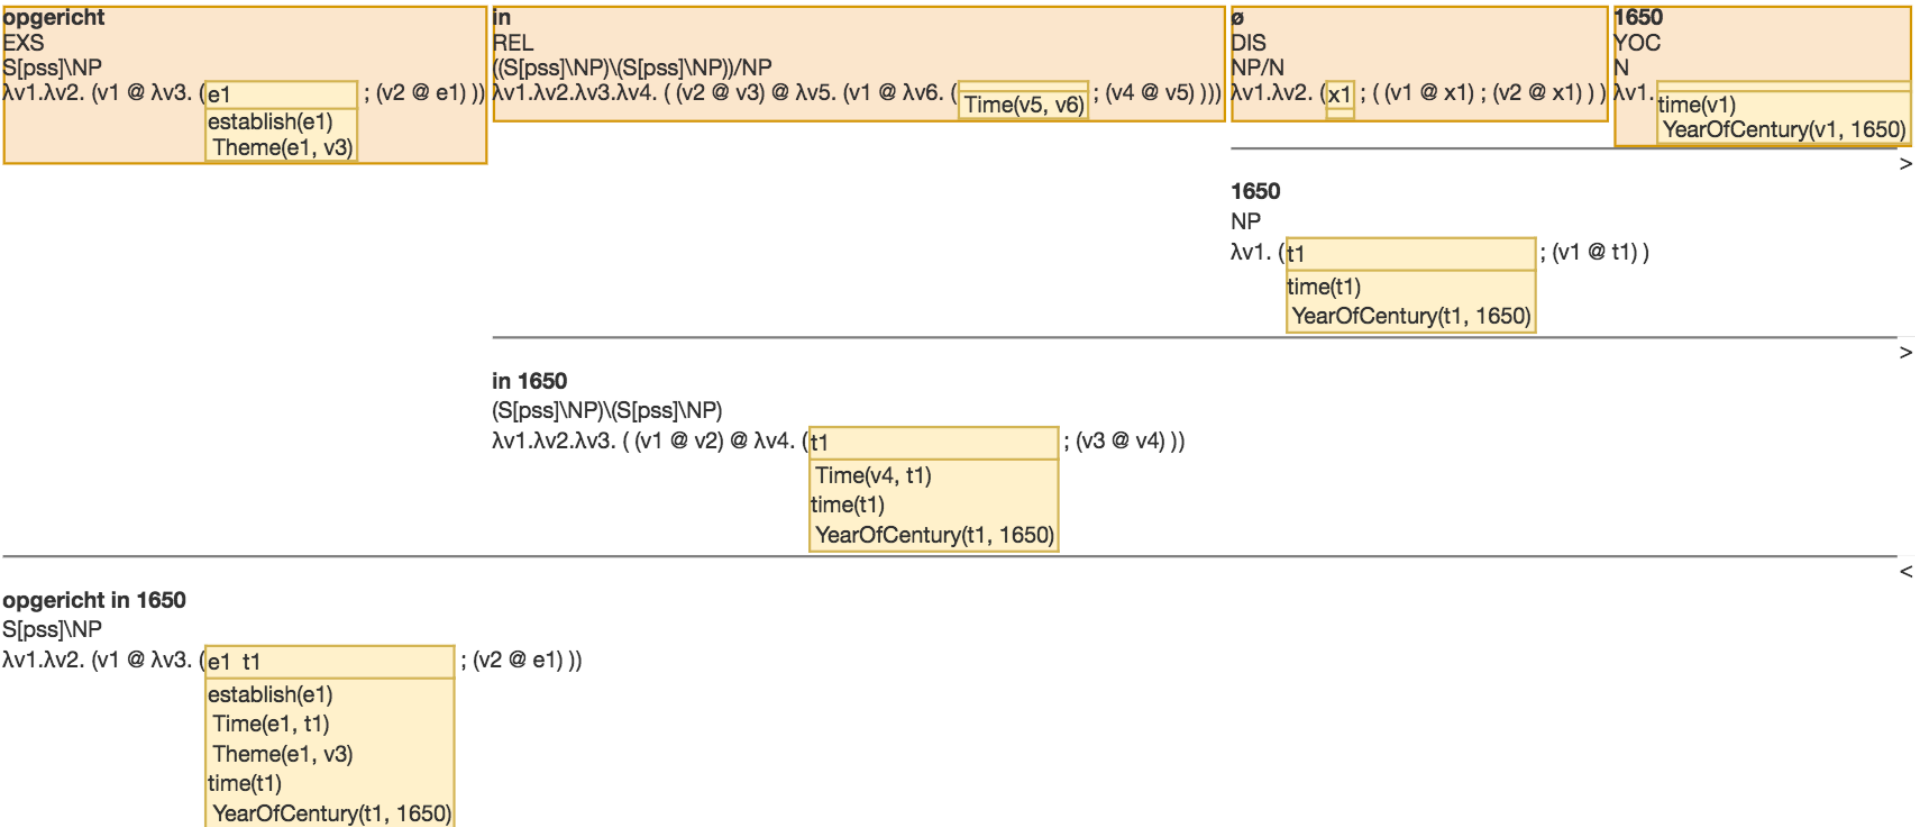 opgericht
EXS
S[pss]\NP
λv1.λv2. (v1 @ λv3. (e1 ; (v2 @ e1) ))
establish(e1)
Theme(e1, v3)
in
REL
((S[pss]\NP)\(S[pss]\NP))/NP
λv1.λv2.λv3.λv4. ( (v2 @ v3) @ λv5. (v1 @ λv6. ( ; (v4 @ v5) )))
Time(v5, v6)
ø
DIS
NP/N
λv1.λv2. (x1 ; ( (v1 @ x1) ; (v2 @ x1) ) )
1650
YOC
N
λv1.
time(v1)
YearOfCentury(v1, 1650)
>
1650
NP
λv1. (t1 ; (v1 @ t1) )
time(t1)
YearOfCentury(t1, 1650)
>
in 1650
(S[pss]\NP)\(S[pss]\NP)
λv1.λv2.λv3. ( (v1 @ v2) @ λv4. (t1 ; (v3 @ v4) ))
Time(v4, t1)
time(t1)
YearOfCentury(t1, 1650)
<
opgericht in 1650
S[pss]\NP
λv1.λv2. (v1 @ λv3. (e1 t1 ; (v2 @ e1) ))
establish(e1)
Time(e1, t1)
Theme(e1, v3)
time(t1)
YearOfCentury(t1, 1650)